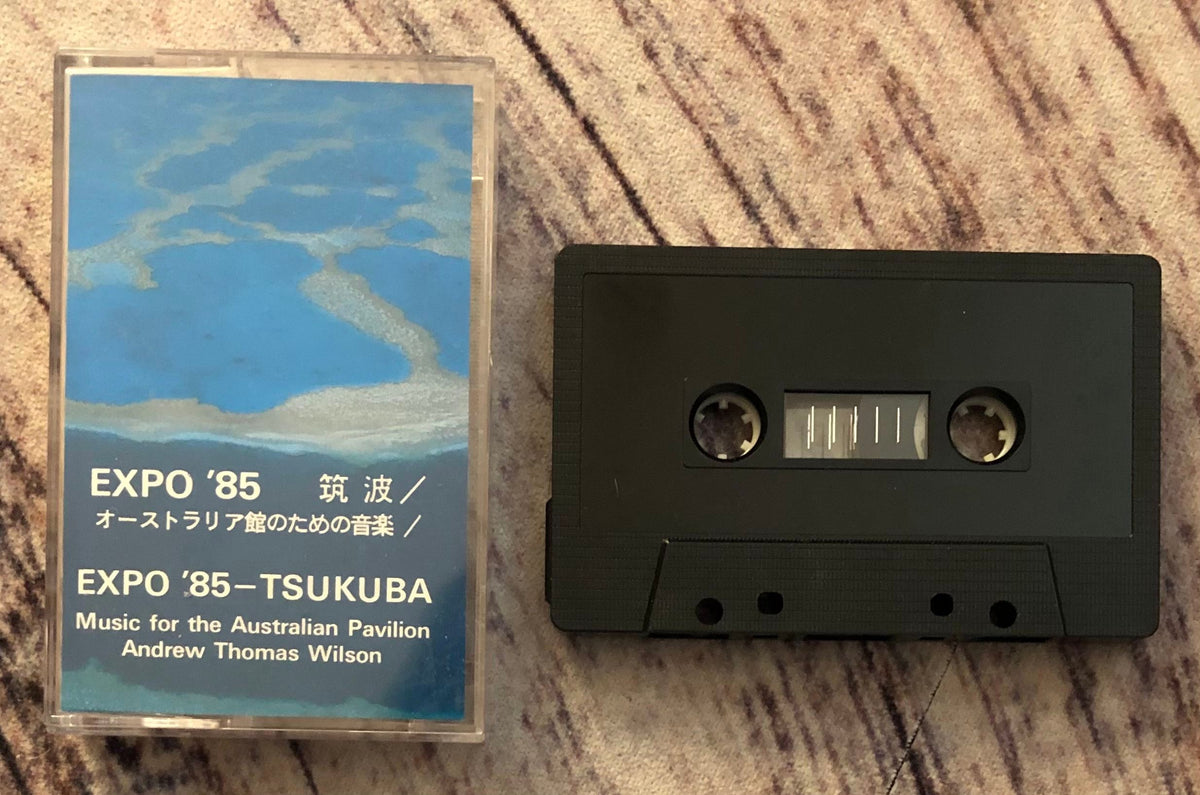 EXPO '85 筑波/
オーストラリア館のための音楽/
EXPO '85–TSUKUBA
Music for the Australian Pavilion
Andrew Thomas Wilson